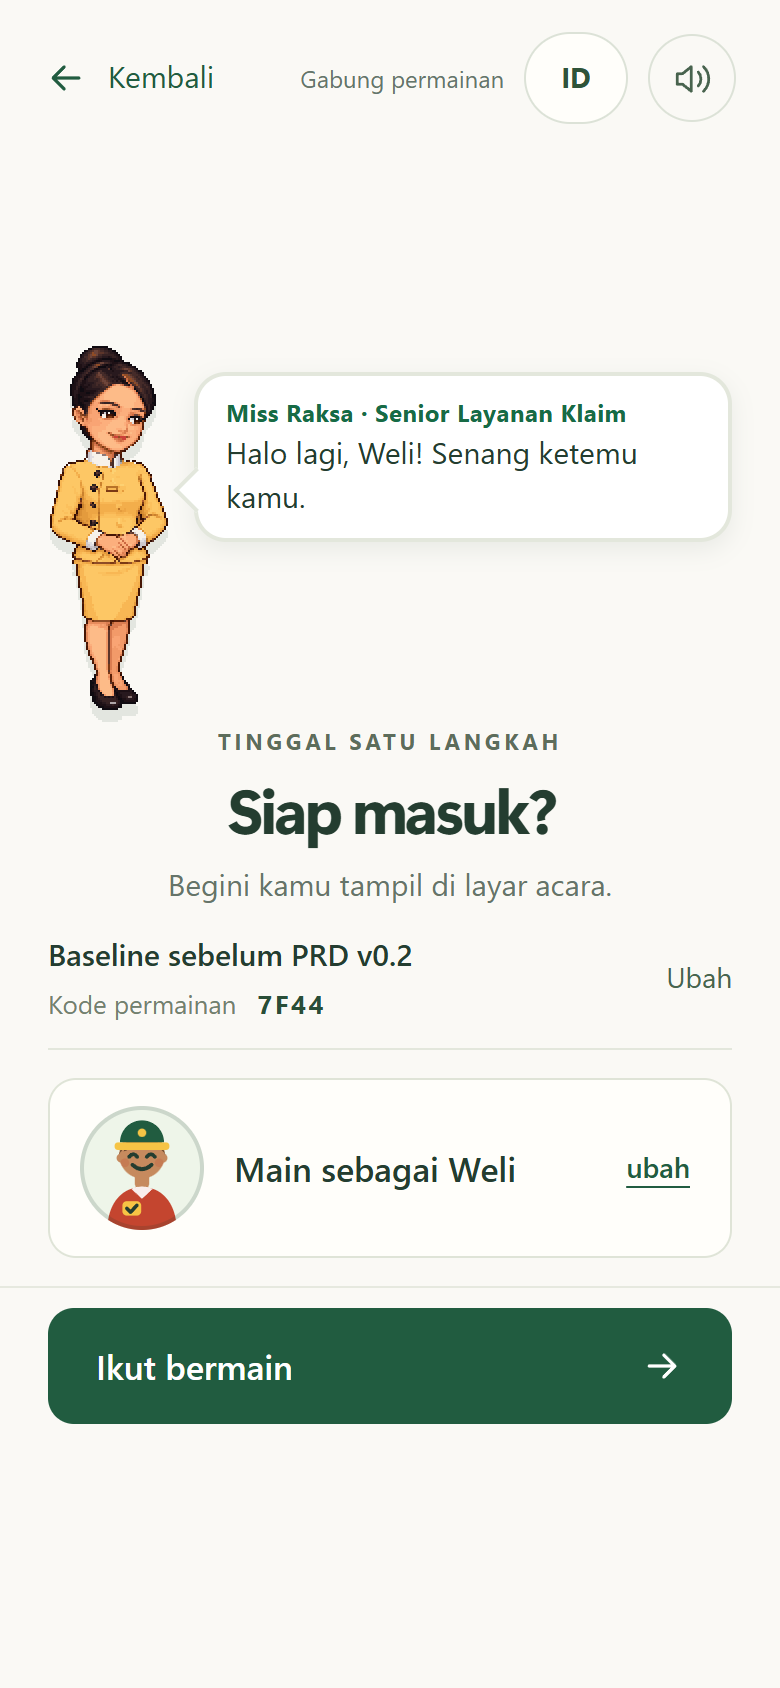 Kembali
Gabung permainan
ID
Miss Raksa · Senior Layanan Klaim
Halo lagi, Weli! Senang ketemu
kamu.
TINGGAL SATU LANGKAH
Siap masuk?
Begini kamu tampil di layar acara.
Baseline sebelum PRD v0.2
Kode permainan 7F44
Ubah
Main sebagai Weli
ubah
Ikut bermain